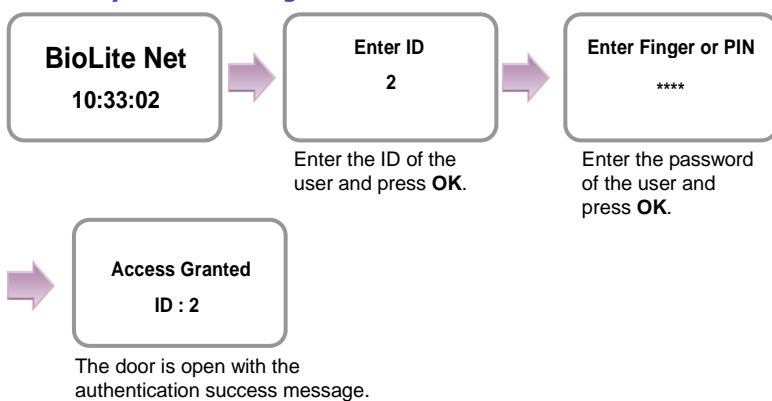 BioLite Net
10:33:02
Enter ID
2
Enter Finger or PIN
****
Enter the ID of the
user and press OK.
Enter the password
of the user and
press OK.
Access Granted
ID : 2
The door is open with the
authentication success message.